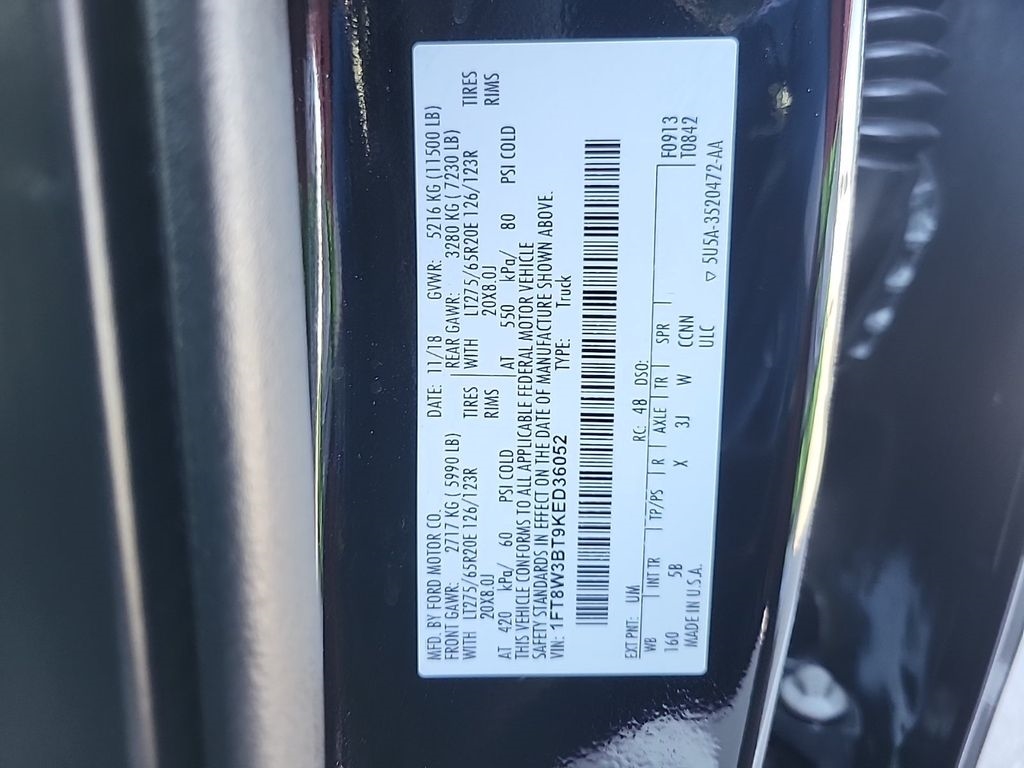 MFD. BY FORD MOTOR CO. DATE: 11/18 GVWR: 5216 KG (11500 LB)
FRONT GAWR: 2717 KG (5990 LB) REAR GAWR: 3280 KG (7230 LB)
WITH LT275/65R20E 126/123R TIRES WITH LT275/65R20E 126/123R TIRES
20X8.0J RIMS 20X8.0J RIMS
AT 420 kPa/ 60 PSI COLD AT 550 kPa/ 80 PSI COLD
THIS VEHICLE CONFORMS TO ALL APPLICABLE FEDERAL MOTOR VEHICLE
SAFETY STANDARDS IN EFFECT ON THE DATE OF MANUFACTURE SHOWN ABOVE.
VIN: 1FT8W3BT9KED36052 TYPE: Truck
EXT PNT: UM RC: 48 DSO: F0913
WB INT TR TP/PS R AXLE TR SPR T0842
160 5B X 3J W CCNN
MADE IN U.S.A. ULC
▽ 5U5A-3520472-AA